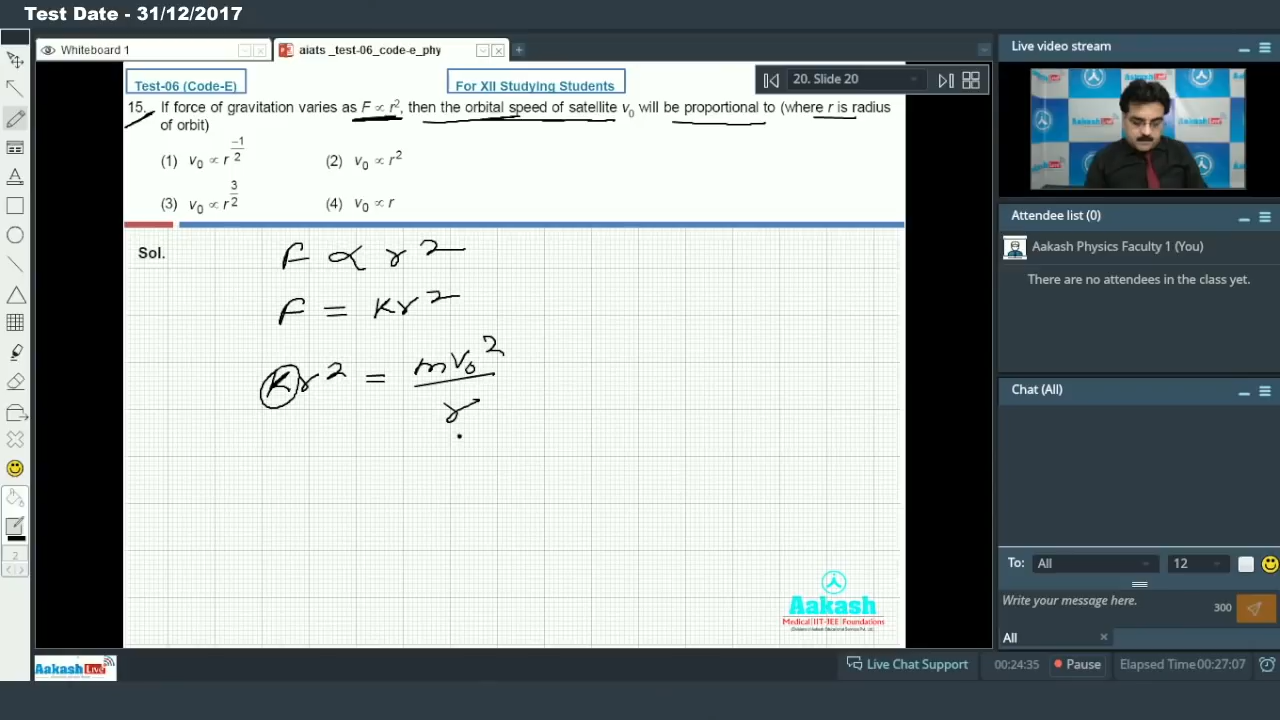 Test Date - 31/12/2017
Whiteboard 1
aiats _test-06_code-e_phy
Live video stream
Test-06 (Code-E)
For XII Studying Students
20. Slide 20
15. If force of gravitation varies as F ∝ r², then the orbital speed of satellite v₀ will be proportional to (where r is radius
of orbit)
(1) v₀ ∝ r^(-1/2)
(2) v₀ ∝ r²
(3) v₀ ∝ r^(3/2)
(4) v₀ ∝ r
Sol.
F ∝ r²
F = Kr²
Kr² = mv₀²/r
Attendee list (0)
Aakash Physics Faculty 1 (You)
There are no attendees in the class yet.
Chat (All)
To: All 12
Write your message here.
300
All
Aakash
Medical|IIT-JEE|Foundations
2
Aakash Live
Live Chat Support
00:24:35
Pause
Elapsed Time 00:27:07